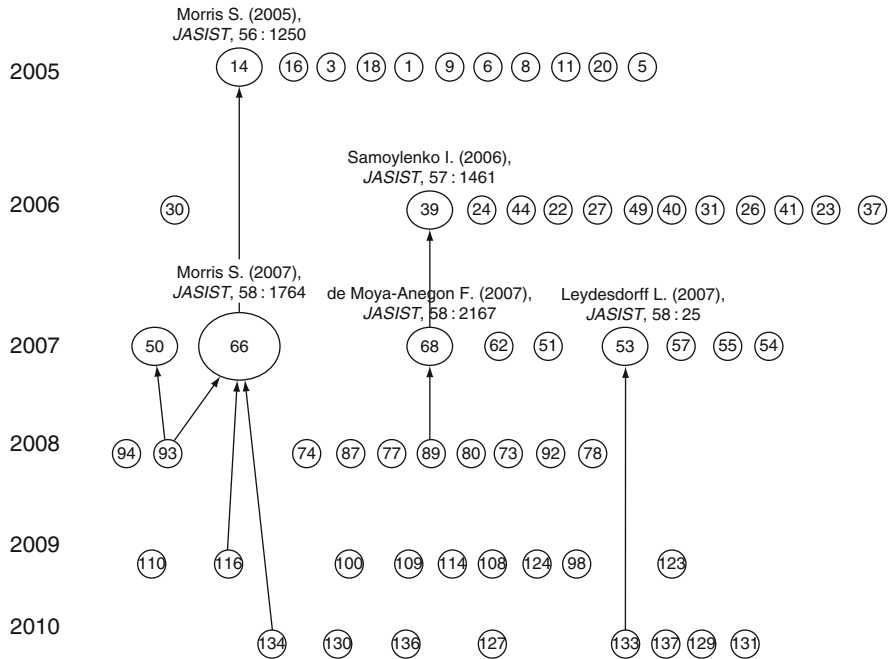 Morris S. (2005),
JASIST, 56 : 1250
2005 14 16 3 18 1 9 6 8 11 20 5
Samoylenko I. (2006),
JASIST, 57 : 1461
2006 30 39 24 44 22 27 49 40 31 26 41 23 37
Morris S. (2007),
JASIST, 58 : 1764
de Moya-Anegon F. (2007),
JASIST, 58 : 2167
Leydesdorff L. (2007),
JASIST, 58 : 25
2007 50 66 68 62 51 53 57 55 54
2008 94 93 74 87 77 89 80 73 92 78
2009 110 116 100 109 114 108 124 98 123
2010 134 130 136 127 133 137 129 131